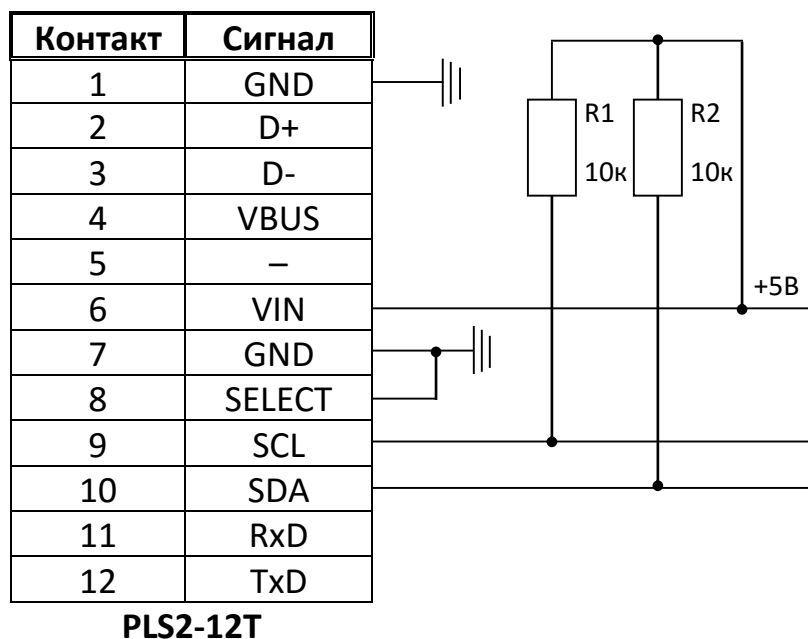 Контакт Сигнал
1 GND
2 D+
3 D-
4 VBUS
5 –
6 VIN
7 GND
8 SELECT
9 SCL
10 SDA
11 RxD
12 TxD
PLS2-12T
R1 R2
10к 10к
+5В